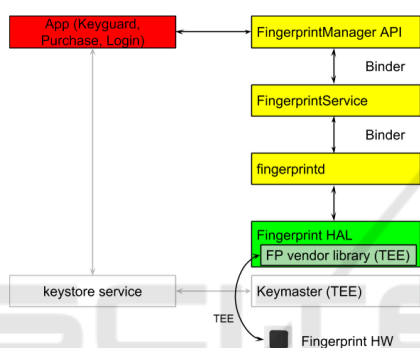 App (Keyguard,
Purchase, Login)
FingerprintManager API
Binder
FingerprintService
Binder
fingerprintd
Fingerprint HAL
FP vendor library (TEE)
keystore service
Keymaster (TEE)
TEE
Fingerprint HW